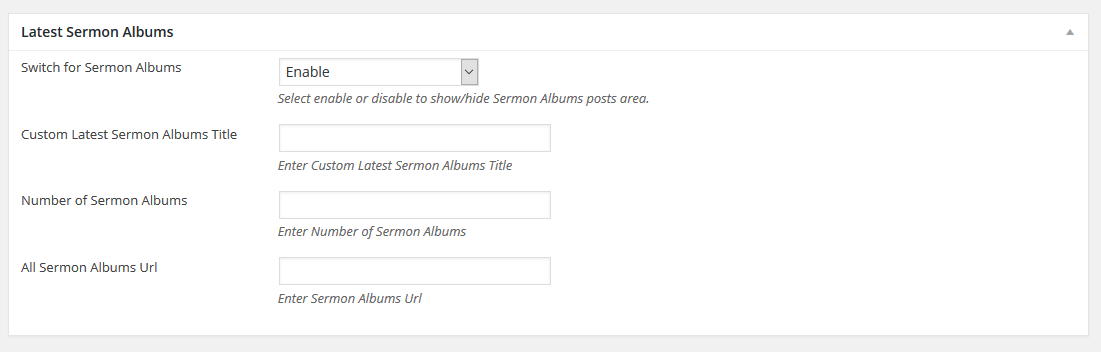 Latest Sermon Albums
Switch for Sermon Albums
Enable
Select enable or disable to show/hide Sermon Albums posts area.
Custom Latest Sermon Albums Title
Enter Custom Latest Sermon Albums Title
Number of Sermon Albums
Enter Number of Sermon Albums
All Sermon Albums Url
Enter Sermon Albums Url